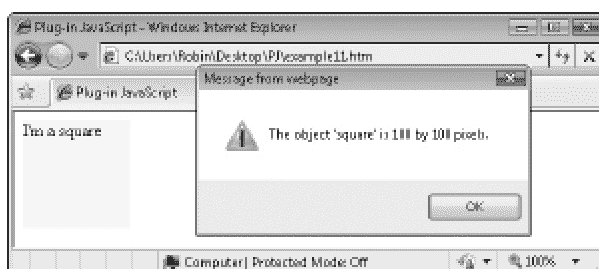 Plug-in JavaScript - Windows Internet Explorer
C:\Users\Robin\Desktop\PJ\example11.htm
Plug-in JavaScript
Message from webpage
I'm a square
The object 'square' is 100 by 100 pixels.
OK
Computer | Protected Mode: Off
100%